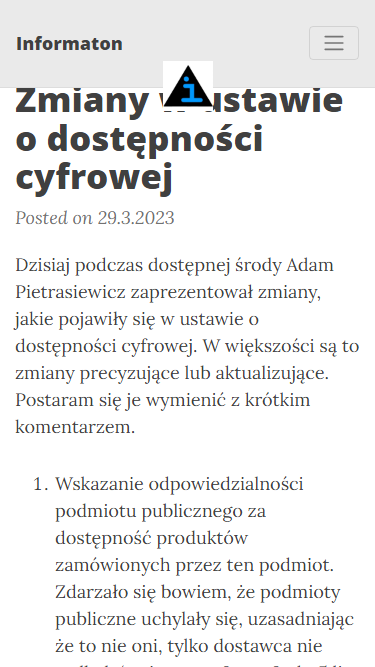 Informaton
Zmiany w ustawie
o dostępności
cyfrowej
Posted on 29.3.2023
Dzisiaj podczas dostępnej środy Adam
Pietrasiewicz zaprezentował zmiany,
jakie pojawiły się w ustawie o
dostępności cyfrowej. W większości są to
zmiany precyzujące lub aktualizujące.
Postaram się je wymienić z krótkim
komentarzem.
1. Wskazanie odpowiedzialności
podmiotu publicznego za
dostępność produktów
zamówionych przez ten podmiot.
Zdarzało się bowiem, że podmioty
publiczne uchylały się, uzasadniając
że to nie oni, tylko dostawca nie